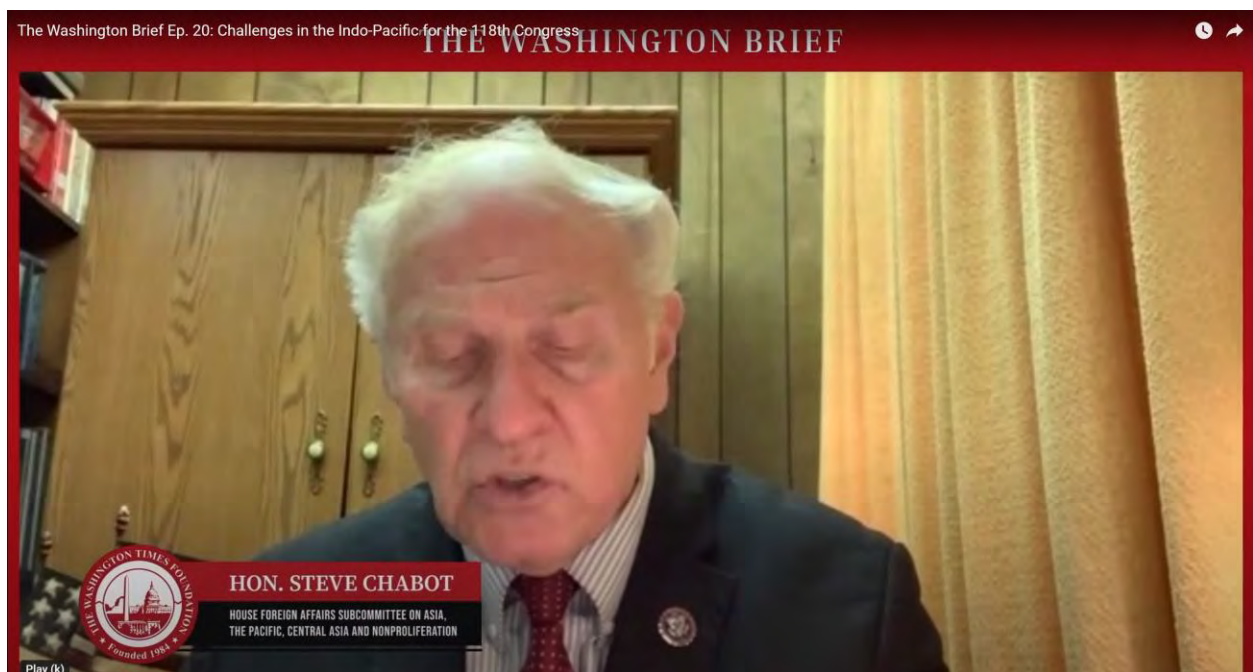 The Washington Brief Ep. 20: Challenges in the Indo-Pacific for the 118th Congress
THE WASHINGTON BRIEF
THE WASHINGTON TIMES FOUNDATION
Founded 1984
HON. STEVE CHABOT
HOUSE FOREIGN AFFAIRS SUBCOMMITTEE ON ASIA,
THE PACIFIC, CENTRAL ASIA AND NONPROLIFERATION
Play (k)